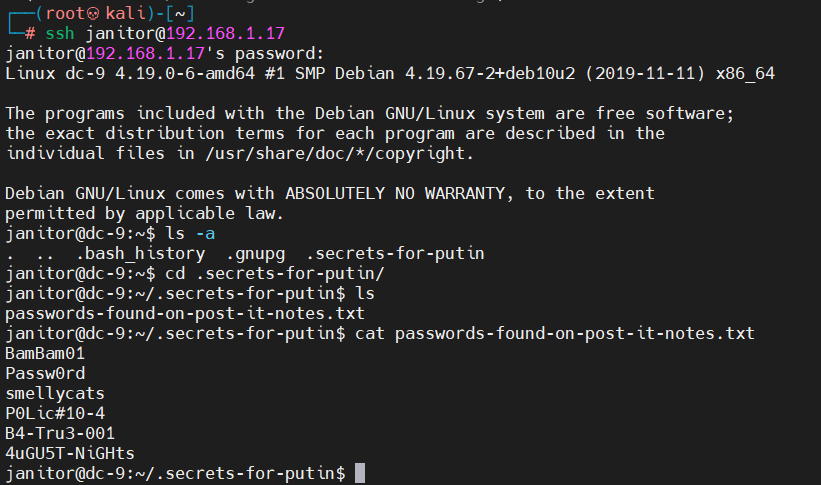 ┌──(root💀kali)-[~]
└─# ssh janitor@192.168.1.17
janitor@192.168.1.17's password:
Linux dc-9 4.19.0-6-amd64 #1 SMP Debian 4.19.67-2+deb10u2 (2019-11-11) x86_64

The programs included with the Debian GNU/Linux system are free software;
the exact distribution terms for each program are described in the
individual files in /usr/share/doc/*/copyright.

Debian GNU/Linux comes with ABSOLUTELY NO WARRANTY, to the extent
permitted by applicable law.
janitor@dc-9:~$ ls -a
.  ..  .bash_history  .gnupg  .secrets-for-putin
janitor@dc-9:~$ cd .secrets-for-putin/
janitor@dc-9:~/.secrets-for-putin$ ls
passwords-found-on-post-it-notes.txt
janitor@dc-9:~/.secrets-for-putin$ cat passwords-found-on-post-it-notes.txt
BamBam01
Passw0rd
smellycats
P0Lic#10-4
B4-Tru3-001
4uGU5T-NiGHts
janitor@dc-9:~/.secrets-for-putin$